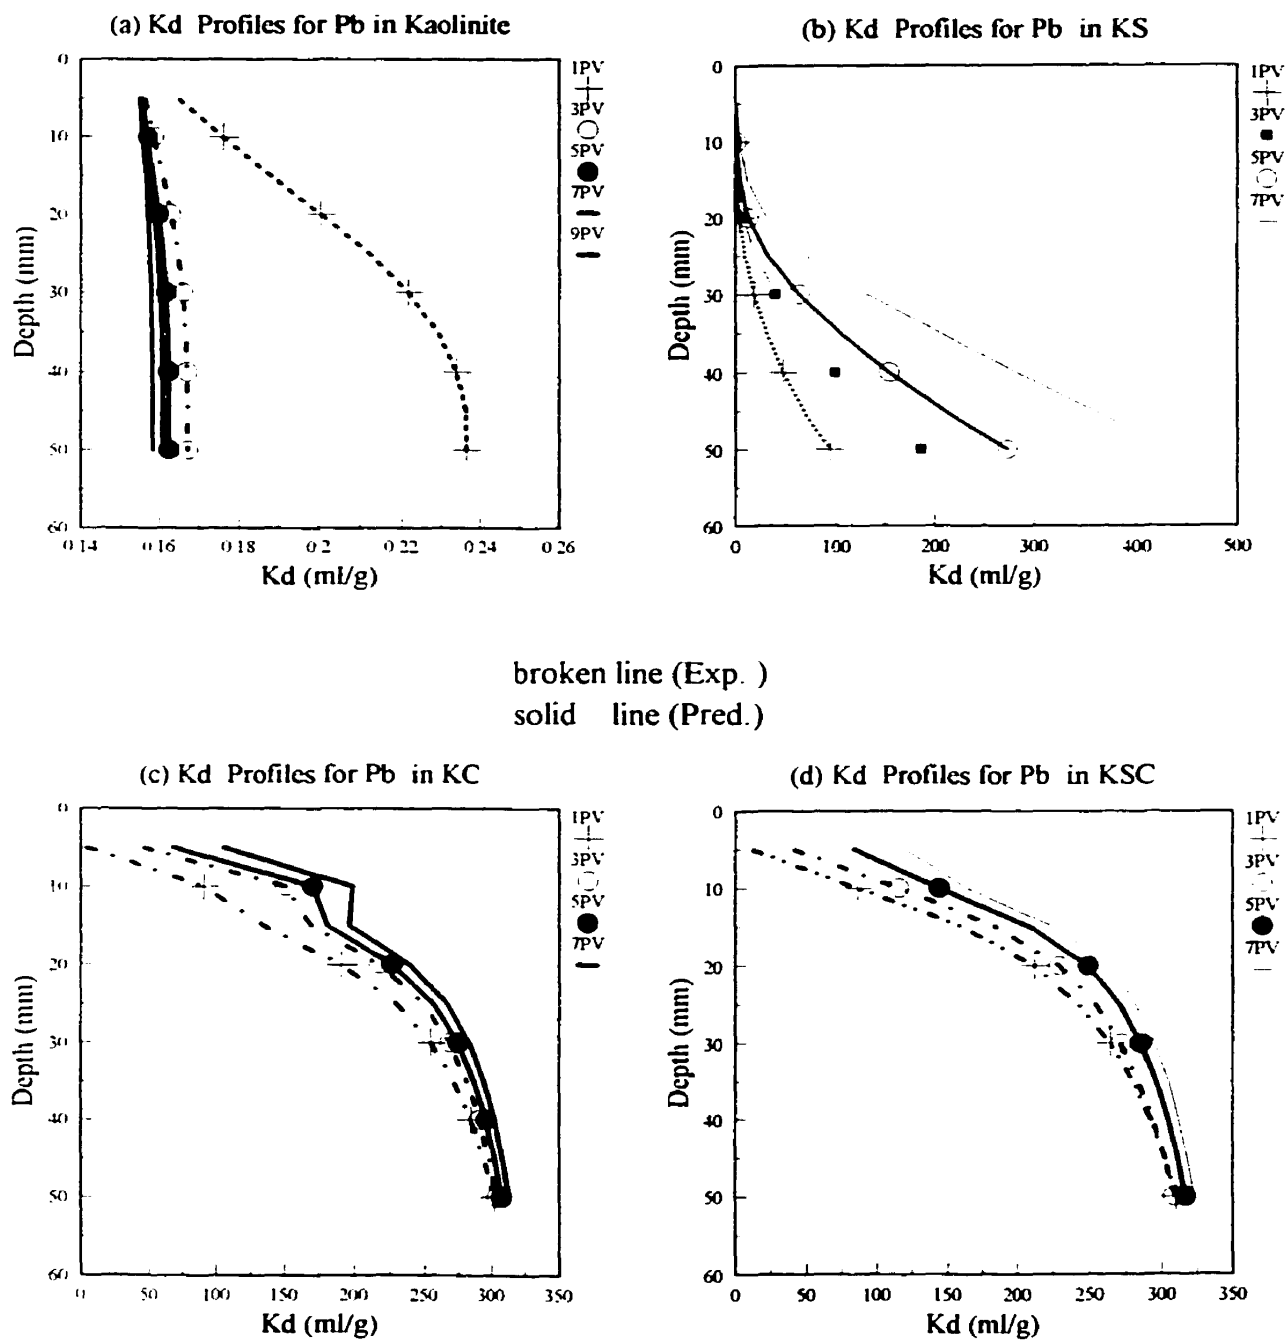 (a) Kd Profiles for Pb in Kaolinite
0
10
20
30
40
50
60
Depth (mm)
0.14
0.16
0.18
0.2
0.22
0.24
0.26
Kd (ml/g)
1PV
3PV
5PV
7PV
9PV
(b) Kd Profiles for Pb in KS
0
10
20
30
40
50
60
Depth (mm)
0
100
200
300
400
500
Kd (ml/g)
1PV
3PV
5PV
7PV
broken line (Exp. )
solid line (Pred.)
(c) Kd Profiles for Pb in KC
0
10
20
30
40
50
60
Depth (mm)
0
50
100
150
200
250
300
350
Kd (ml/g)
1PV
3PV
5PV
7PV
(d) Kd Profiles for Pb in KSC
0
10
20
30
40
50
60
Depth (mm)
0
50
100
150
200
250
300
350
Kd (ml/g)
1PV
3PV
5PV
7PV